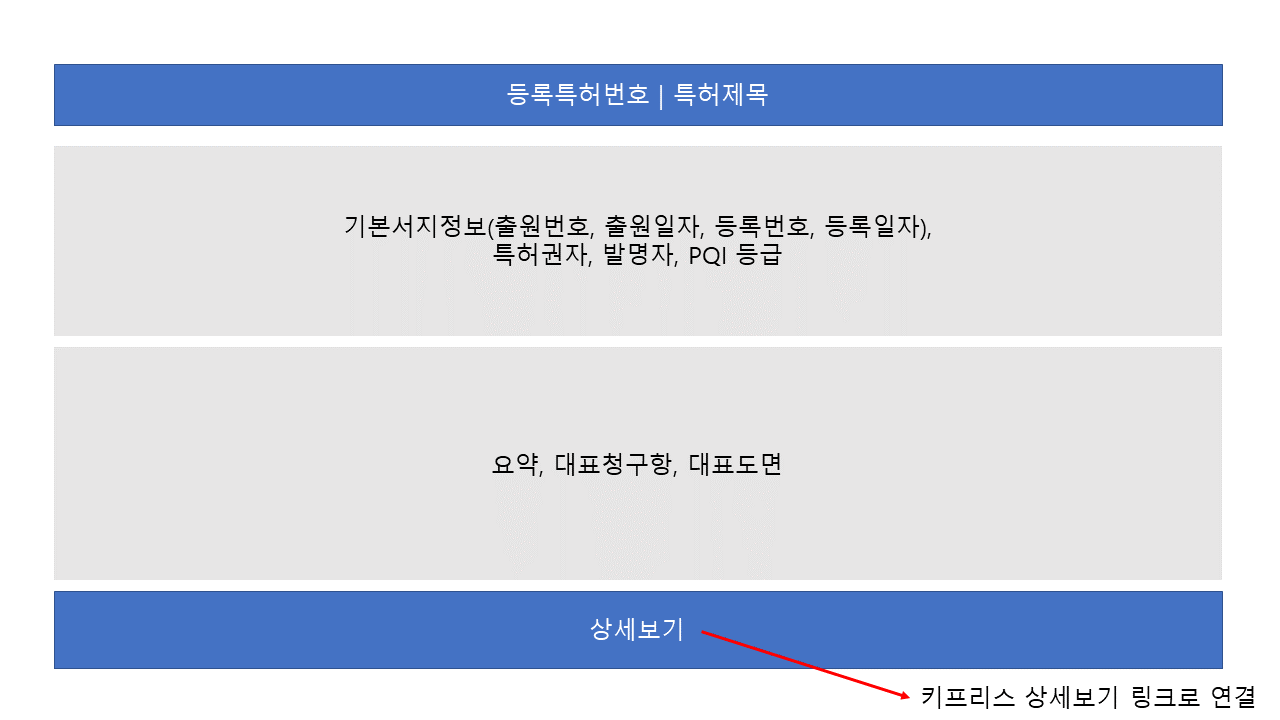 등록특허번호 | 특허제목
기본서지정보(출원번호, 출원일자, 등록번호, 등록일자),
특허권자, 발명자, PQI 등급
요약, 대표청구항, 대표도면
상세보기
키프리스 상세보기 링크로 연결